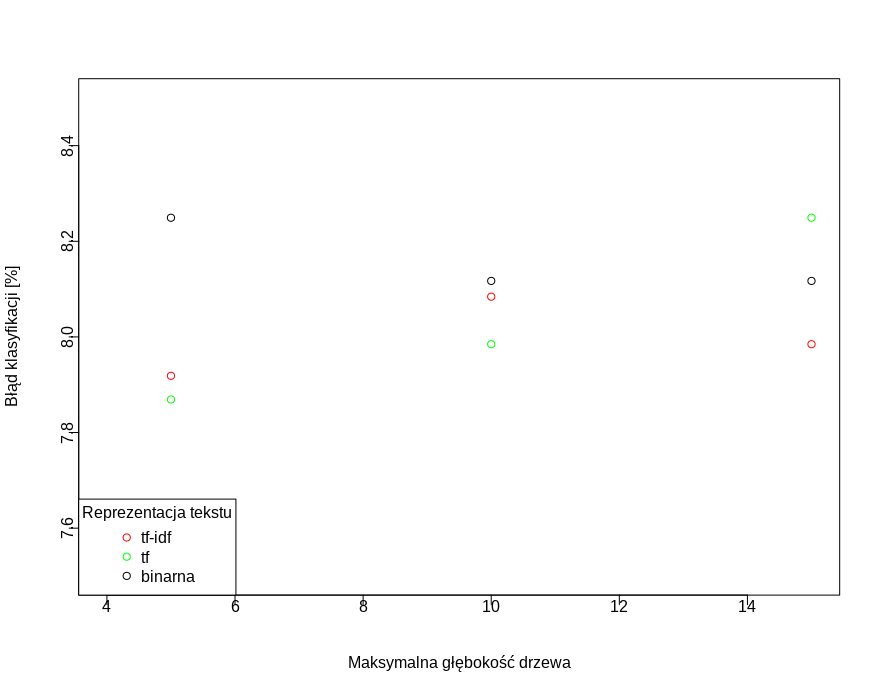 8.4
8.2
8.0
7.8
7.6
Błąd klasyfikacji [%]
Reprezentacja tekstu
tf-idf
tf
binarna
4 6 8 10 12 14
Maksymalna głębokość drzewa